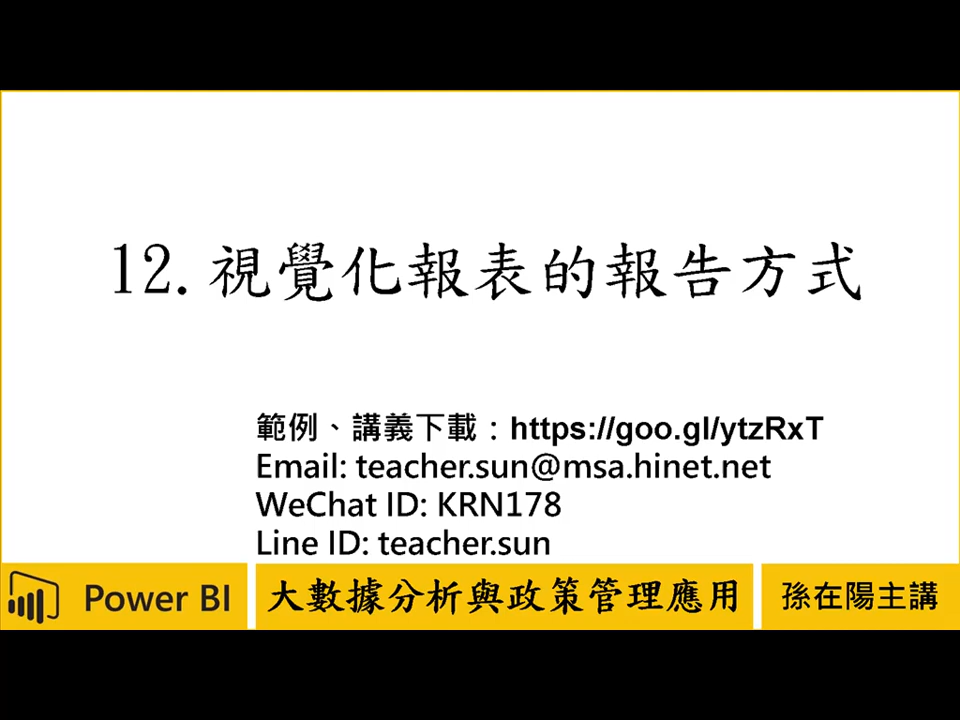 12.視覺化報表的報告方式
範例、講義下載：https://goo.gl/ytzRxT
Email: teacher.sun@msa.hinet.net
WeChat ID: KRN178
Line ID: teacher.sun
Power BI
大數據分析與政策管理應用
孫在陽主講